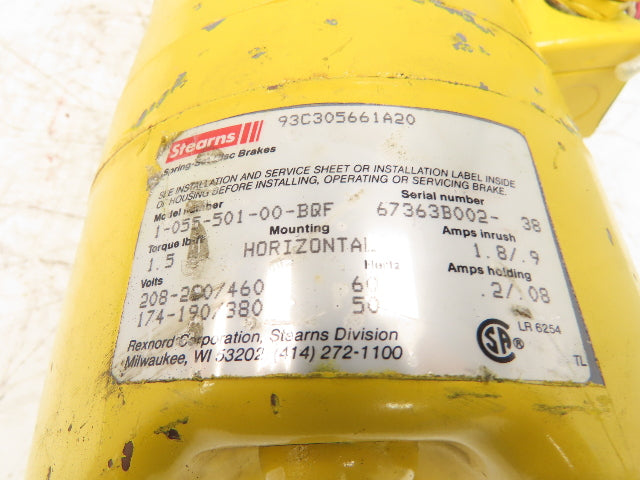 93C305661A20
Stearns
Brakes
SEE INSTALLATION AND SERVICE SHEET OR INSTALLATION LABEL INSIDE
OF HOUSING BEFORE INSTALLING, OPERATING OR SERVICING BRAKE.
Model number Serial number
1-055-501-00-BQF 67363B002- 38
Torque lb-ft Mounting Amps inrush
1.5 HORIZONTAL 1.8/.9
Volts Hertz Amps holding
208-230/460 60 .2/.08
174-190/380 50
Rexnord Corporation, Stearns Division
Milwaukee, WI 53202 (414) 272-1100
SA ®
LR 6254
TL